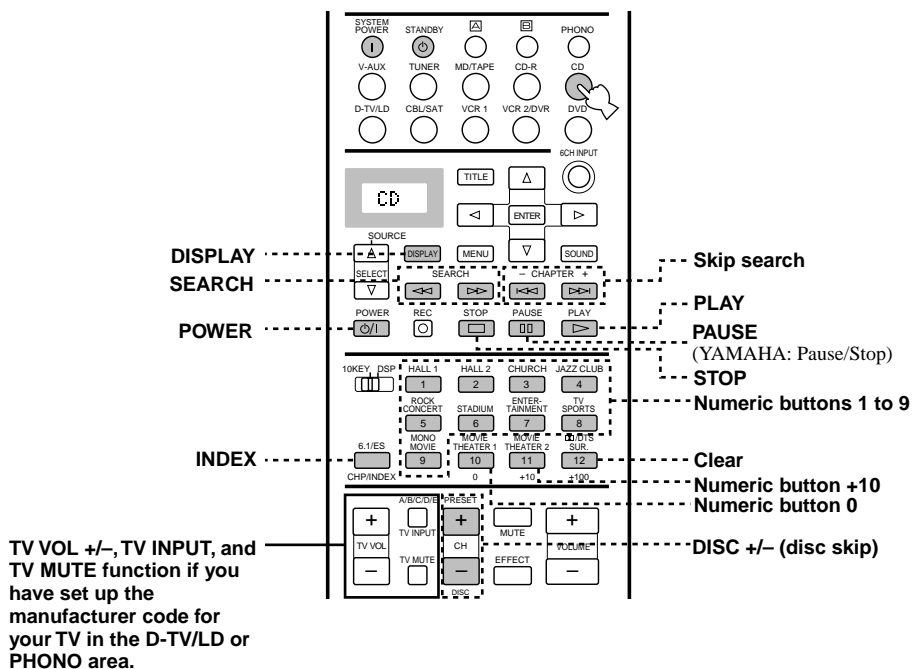 SYSTEM POWER STANDBY A B PHONO
V-AUX TUNER MD/TAPE CD-R CD
D-TV/LD CBL/SAT VCR 1 VCR 2/DVR DVD
6CH INPUT
TITLE
CD
ENTER
SOURCE
DISPLAY
DISPLAY MENU SOUND
SELECT SEARCH – CHAPTER +
SEARCH
Skip search
POWER REC STOP PAUSE PLAY
POWER
PLAY
PAUSE
(YAMAHA: Pause/Stop)
STOP
10KEY DSP HALL 1 HALL 2 CHURCH JAZZ CLUB
1 2 3 4
Numeric buttons 1 to 9
ROCK CONCERT STADIUM ENTER-TAINMENT TV SPORTS
5 6 7 8
6.1/ES MONO MOVIE MOVIE THEATER 1 MOVIE THEATER 2 /DTS SUR.
9 10 11 12
INDEX
Clear
CHP/INDEX 0 +10 +100
Numeric button +10
Numeric button 0
A/B/C/D/E PRESET
+ TV INPUT + MUTE +
TV VOL CH VOLUME
DISC +/– (disc skip)
– TV MUTE – EFFECT –
DISC
TV VOL +/–, TV INPUT, and
TV MUTE function if you
have set up the
manufacturer code for
your TV in the D-TV/LD or
PHONO area.